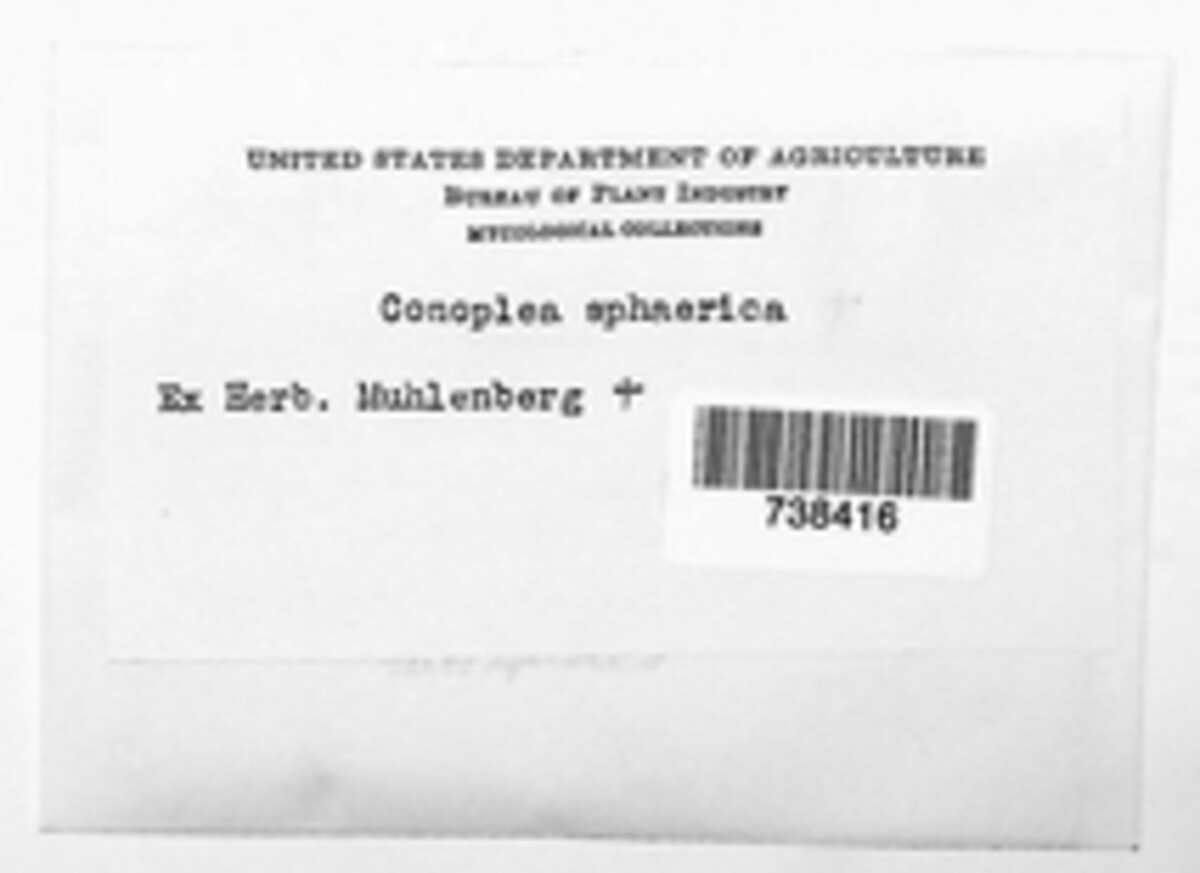 UNITED STATES DEPARTMENT OF AGRICULTURE
BUREAU OF PLANT INDUSTRY
MYCOLOGICAL COLLECTIONS
Conoplea sphaerica
Ex Herb. Muhlenberg +
738416